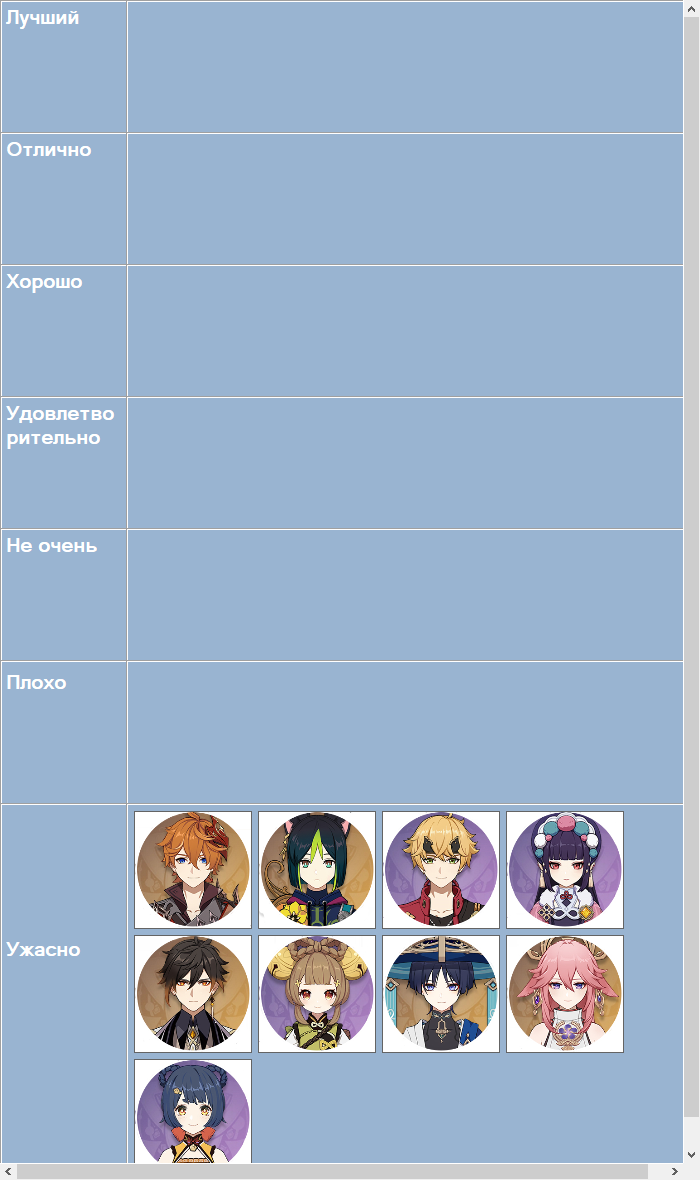 Лучший
Отлично
Хорошо
Удовлетво
рительно
Не очень
Плохо
Ужасно